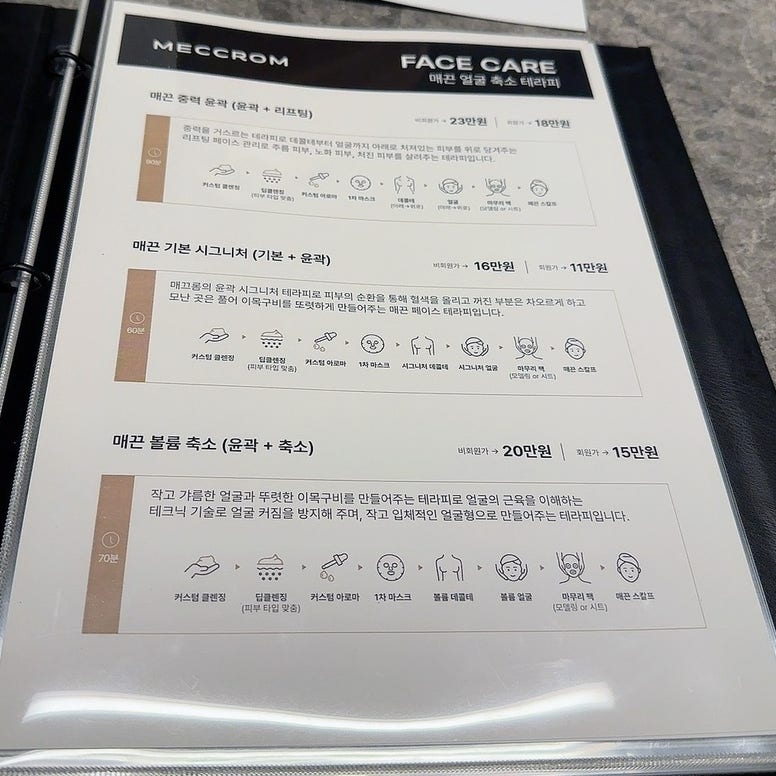 MECCROM
FACE CARE
매끈 얼굴 축소 테라피
매끈 중력 윤곽 (윤곽 + 리프팅)
비회원가 → 23만원 | 회원가 → 18만원
90분
중력을 거스르는 테라피로 데콜테부터 얼굴까지 아래로 처져있는 피부를 위로 당겨주는
리프팅 페이스 관리로 주름 피부, 노화 피부, 처진 피부를 살려주는 테라피입니다.
커스텀 클렌징 딥클렌징 커스텀 아로마 1차 마스크 데콜테 얼굴 마무리 팩 매끈 스칼프
(피부 타입 맞춤) (아래→위로) (아래→위로) (모델링 or 시트)
매끈 기본 시그니처 (기본 + 윤곽)
비회원가 → 16만원 | 회원가 → 11만원
60분
매끄롬의 윤곽 시그니처 테라피로 피부의 순환을 통해 혈색을 올리고 꺼진 부분은 차오르게 하고
모난 곳은 풀어 이목구비를 또렷하게 만들어주는 매끈 페이스 테라피입니다.
커스텀 클렌징 딥클렌징 커스텀 아로마 1차 마스크 시그니처 데콜테 시그니처 얼굴 마무리 팩 매끈 스칼프
(피부 타입 맞춤) (모델링 or 시트)
매끈 볼륨 축소 (윤곽 + 축소)
비회원가 → 20만원 | 회원가 → 15만원
70분
작고 갸름한 얼굴과 뚜렷한 이목구비를 만들어주는 테라피로 얼굴의 근육을 이해하는
테크닉 기술로 얼굴 커짐을 방지해 주며, 작고 입체적인 얼굴형으로 만들어주는 테라피입니다.
커스텀 클렌징 딥클렌징 커스텀 아로마 1차 마스크 볼륨 데콜테 볼륨 얼굴 마무리 팩 매끈 스칼프
(피부 타입 맞춤) (모델링 or 시트)